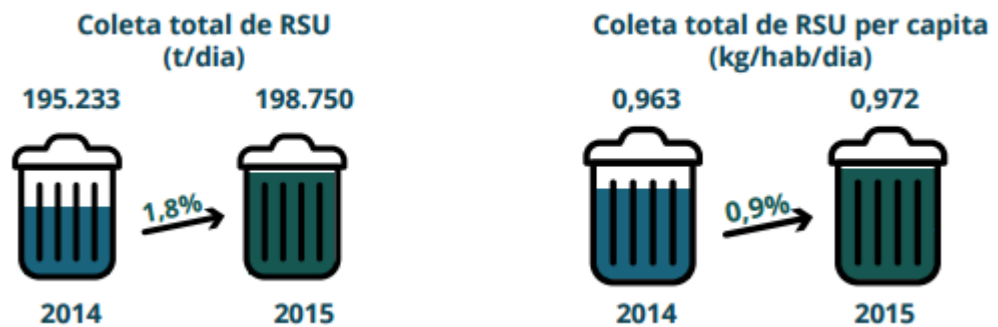 Coleta total de RSU
(t/dia)
195.233
198.750
1,8%
2014
2015
Coleta total de RSU per capita
(kg/hab/dia)
0,963
0,972
0,9%
2014
2015